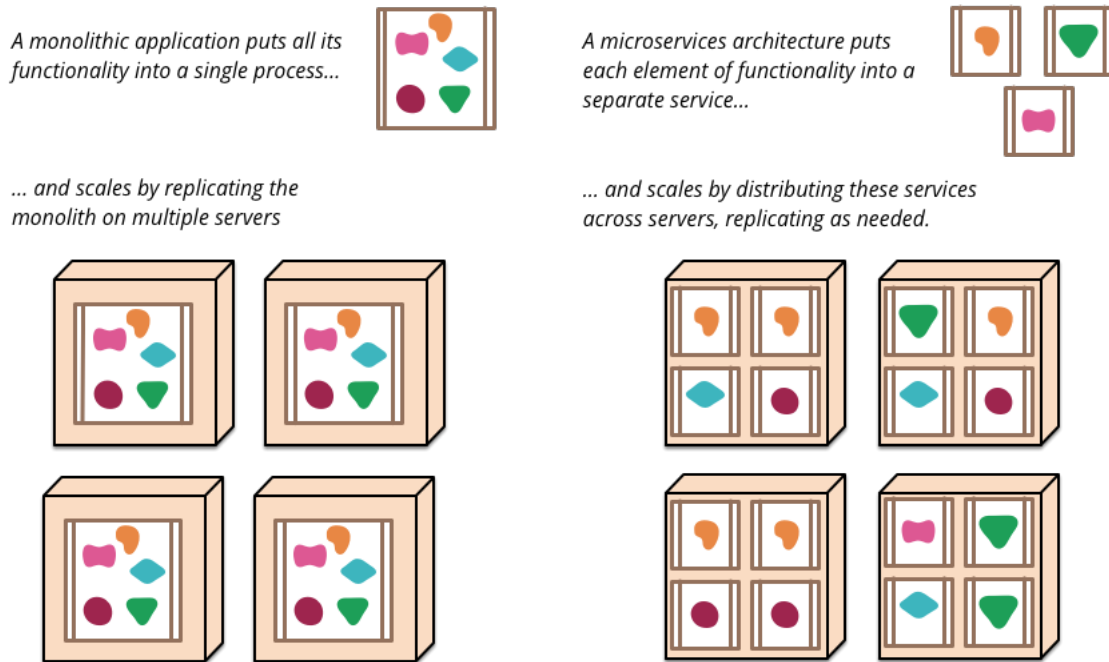 A monolithic application puts all its
functionality into a single process...
... and scales by replicating the
monolith on multiple servers
A microservices architecture puts
each element of functionality into a
separate service...
... and scales by distributing these services
across servers, replicating as needed.